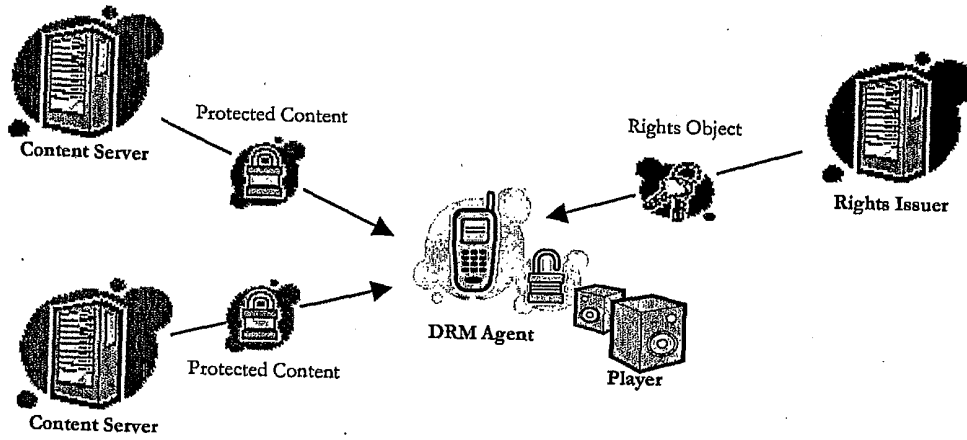 Protected Content
Content Server
Rights Object
Rights Issuer
DRM Agent
Protected Content
Player
Content Server